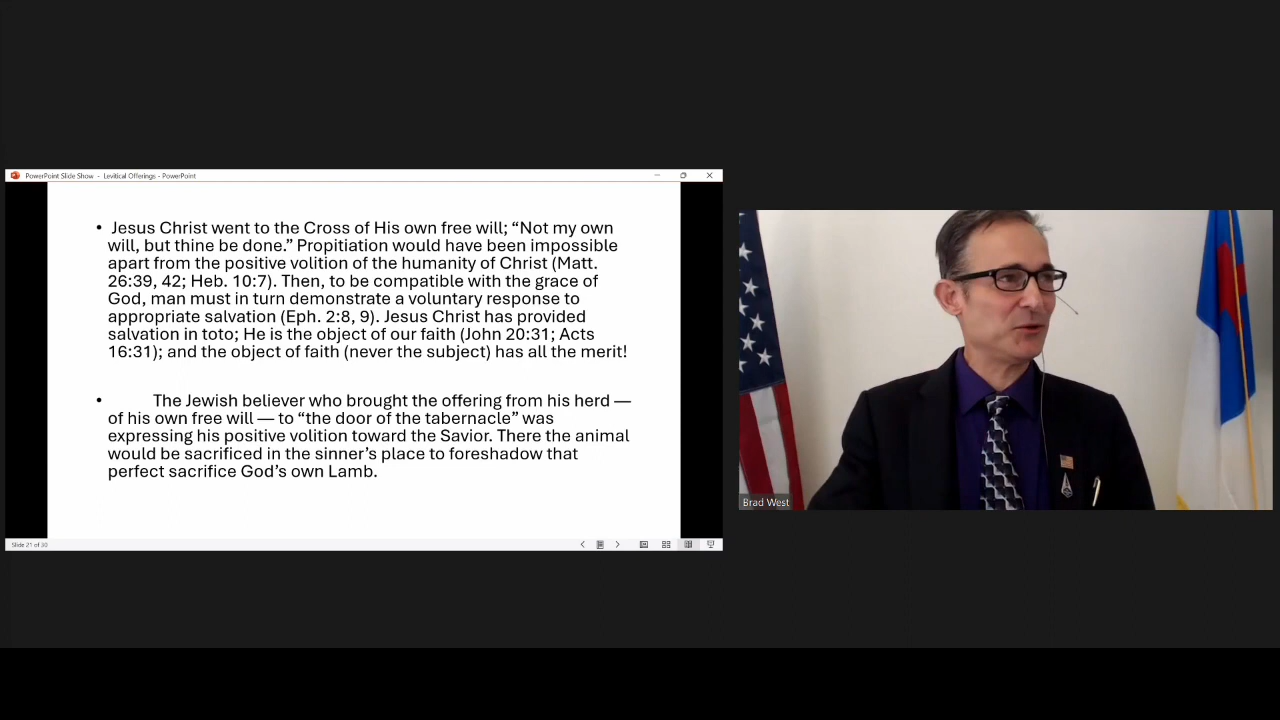 PowerPoint Slide Show - Levitical Offerings - PowerPoint
• Jesus Christ went to the Cross of His own free will; “Not my own
will, but thine be done.” Propitiation would have been impossible
apart from the positive volition of the humanity of Christ (Matt.
26:39, 42; Heb. 10:7). Then, to be compatible with the grace of
God, man must in turn demonstrate a voluntary response to
appropriate salvation (Eph. 2:8, 9). Jesus Christ has provided
salvation in toto; He is the object of our faith (John 20:31; Acts
16:31); and the object of faith (never the subject) has all the merit!
• The Jewish believer who brought the offering from his herd —
of his own free will — to “the door of the tabernacle” was
expressing his positive volition toward the Savior. There the animal
would be sacrificed in the sinner’s place to foreshadow that
perfect sacrifice God’s own Lamb.
Slide 21 of 30
Brad West